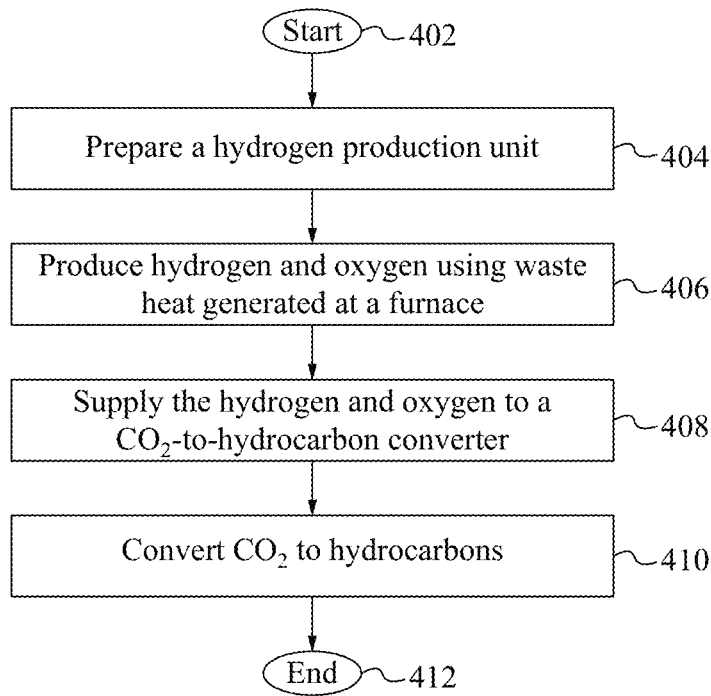 Start 402
Prepare a hydrogen production unit 404
Produce hydrogen and oxygen using waste
heat generated at a furnace 406
Supply the hydrogen and oxygen to a
CO₂-to-hydrocarbon converter 408
Convert CO₂ to hydrocarbons 410
End 412